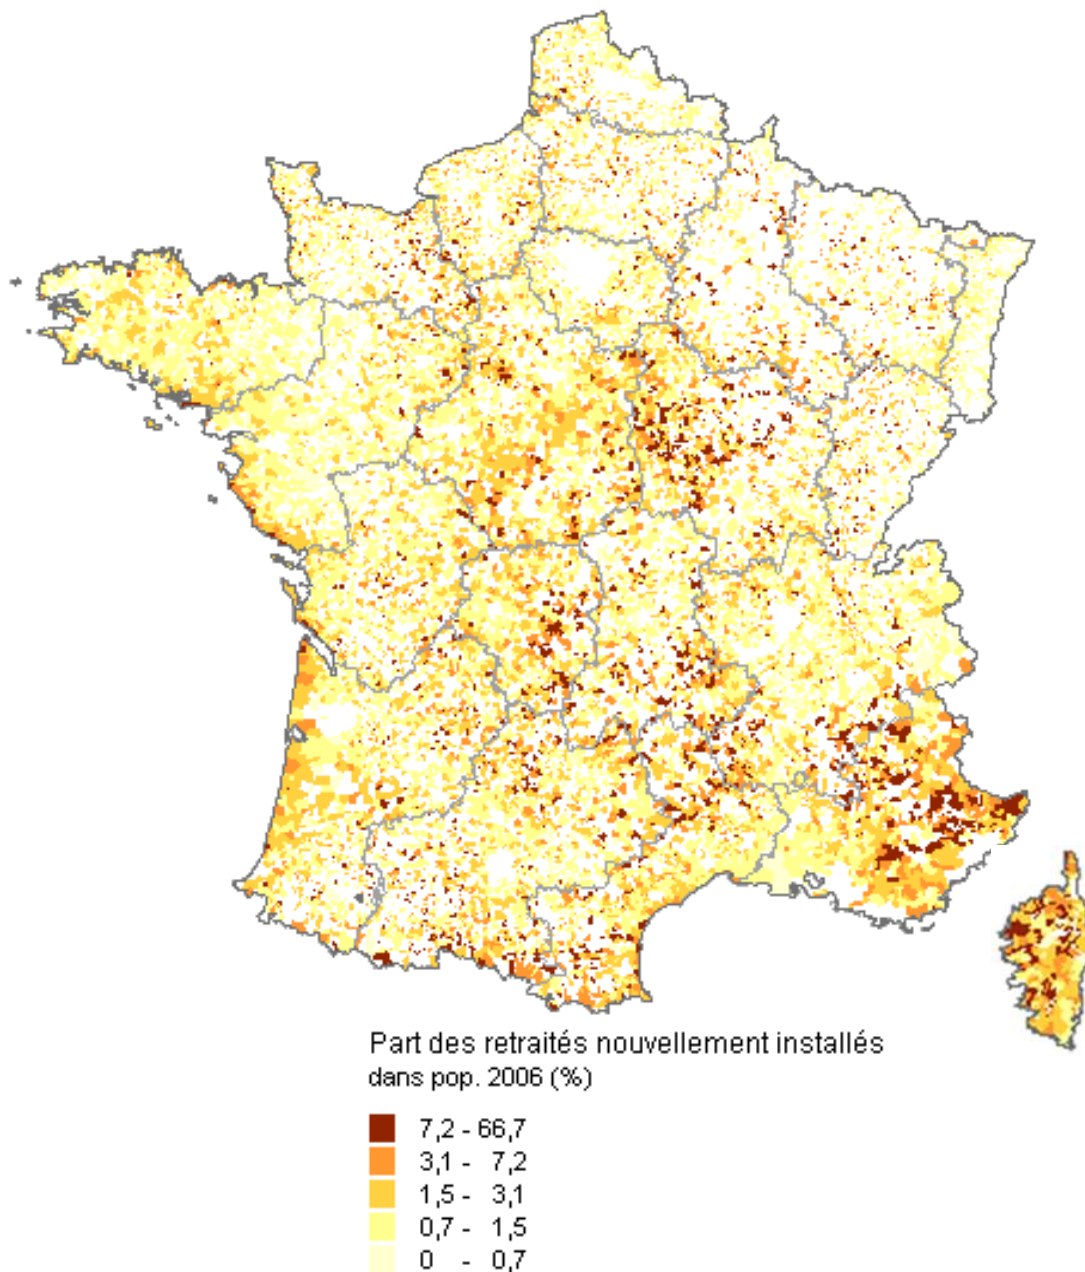 Part des retraités nouvellement installés
dans pop. 2006 (%)
7,2 - 66,7
3,1 - 7,2
1,5 - 3,1
0,7 - 1,5
0 - 0,7